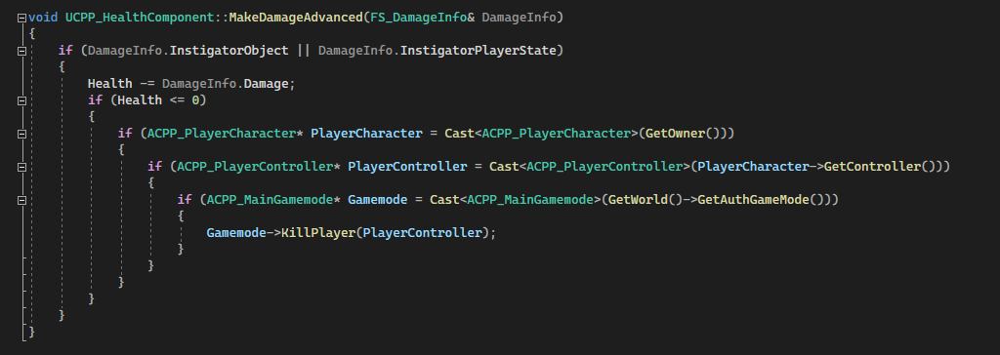 void UCPP_HealthComponent::MakeDamageAdvanced(FS_DamageInfo& DamageInfo)
{
    if (DamageInfo.InstigatorObject || DamageInfo.InstigatorPlayerState)
    {
        Health -= DamageInfo.Damage;
        if (Health <= 0)
        {
            if (ACPP_PlayerCharacter* PlayerCharacter = Cast<ACPP_PlayerCharacter>(GetOwner()))
            {
                if (ACPP_PlayerController* PlayerController = Cast<ACPP_PlayerController>(PlayerCharacter->GetController()))
                {
                    if (ACPP_MainGamemode* Gamemode = Cast<ACPP_MainGamemode>(GetWorld()->GetAuthGameMode()))
                    {
                        Gamemode->KillPlayer(PlayerController);
                    }
                }
            }
        }
    }
}